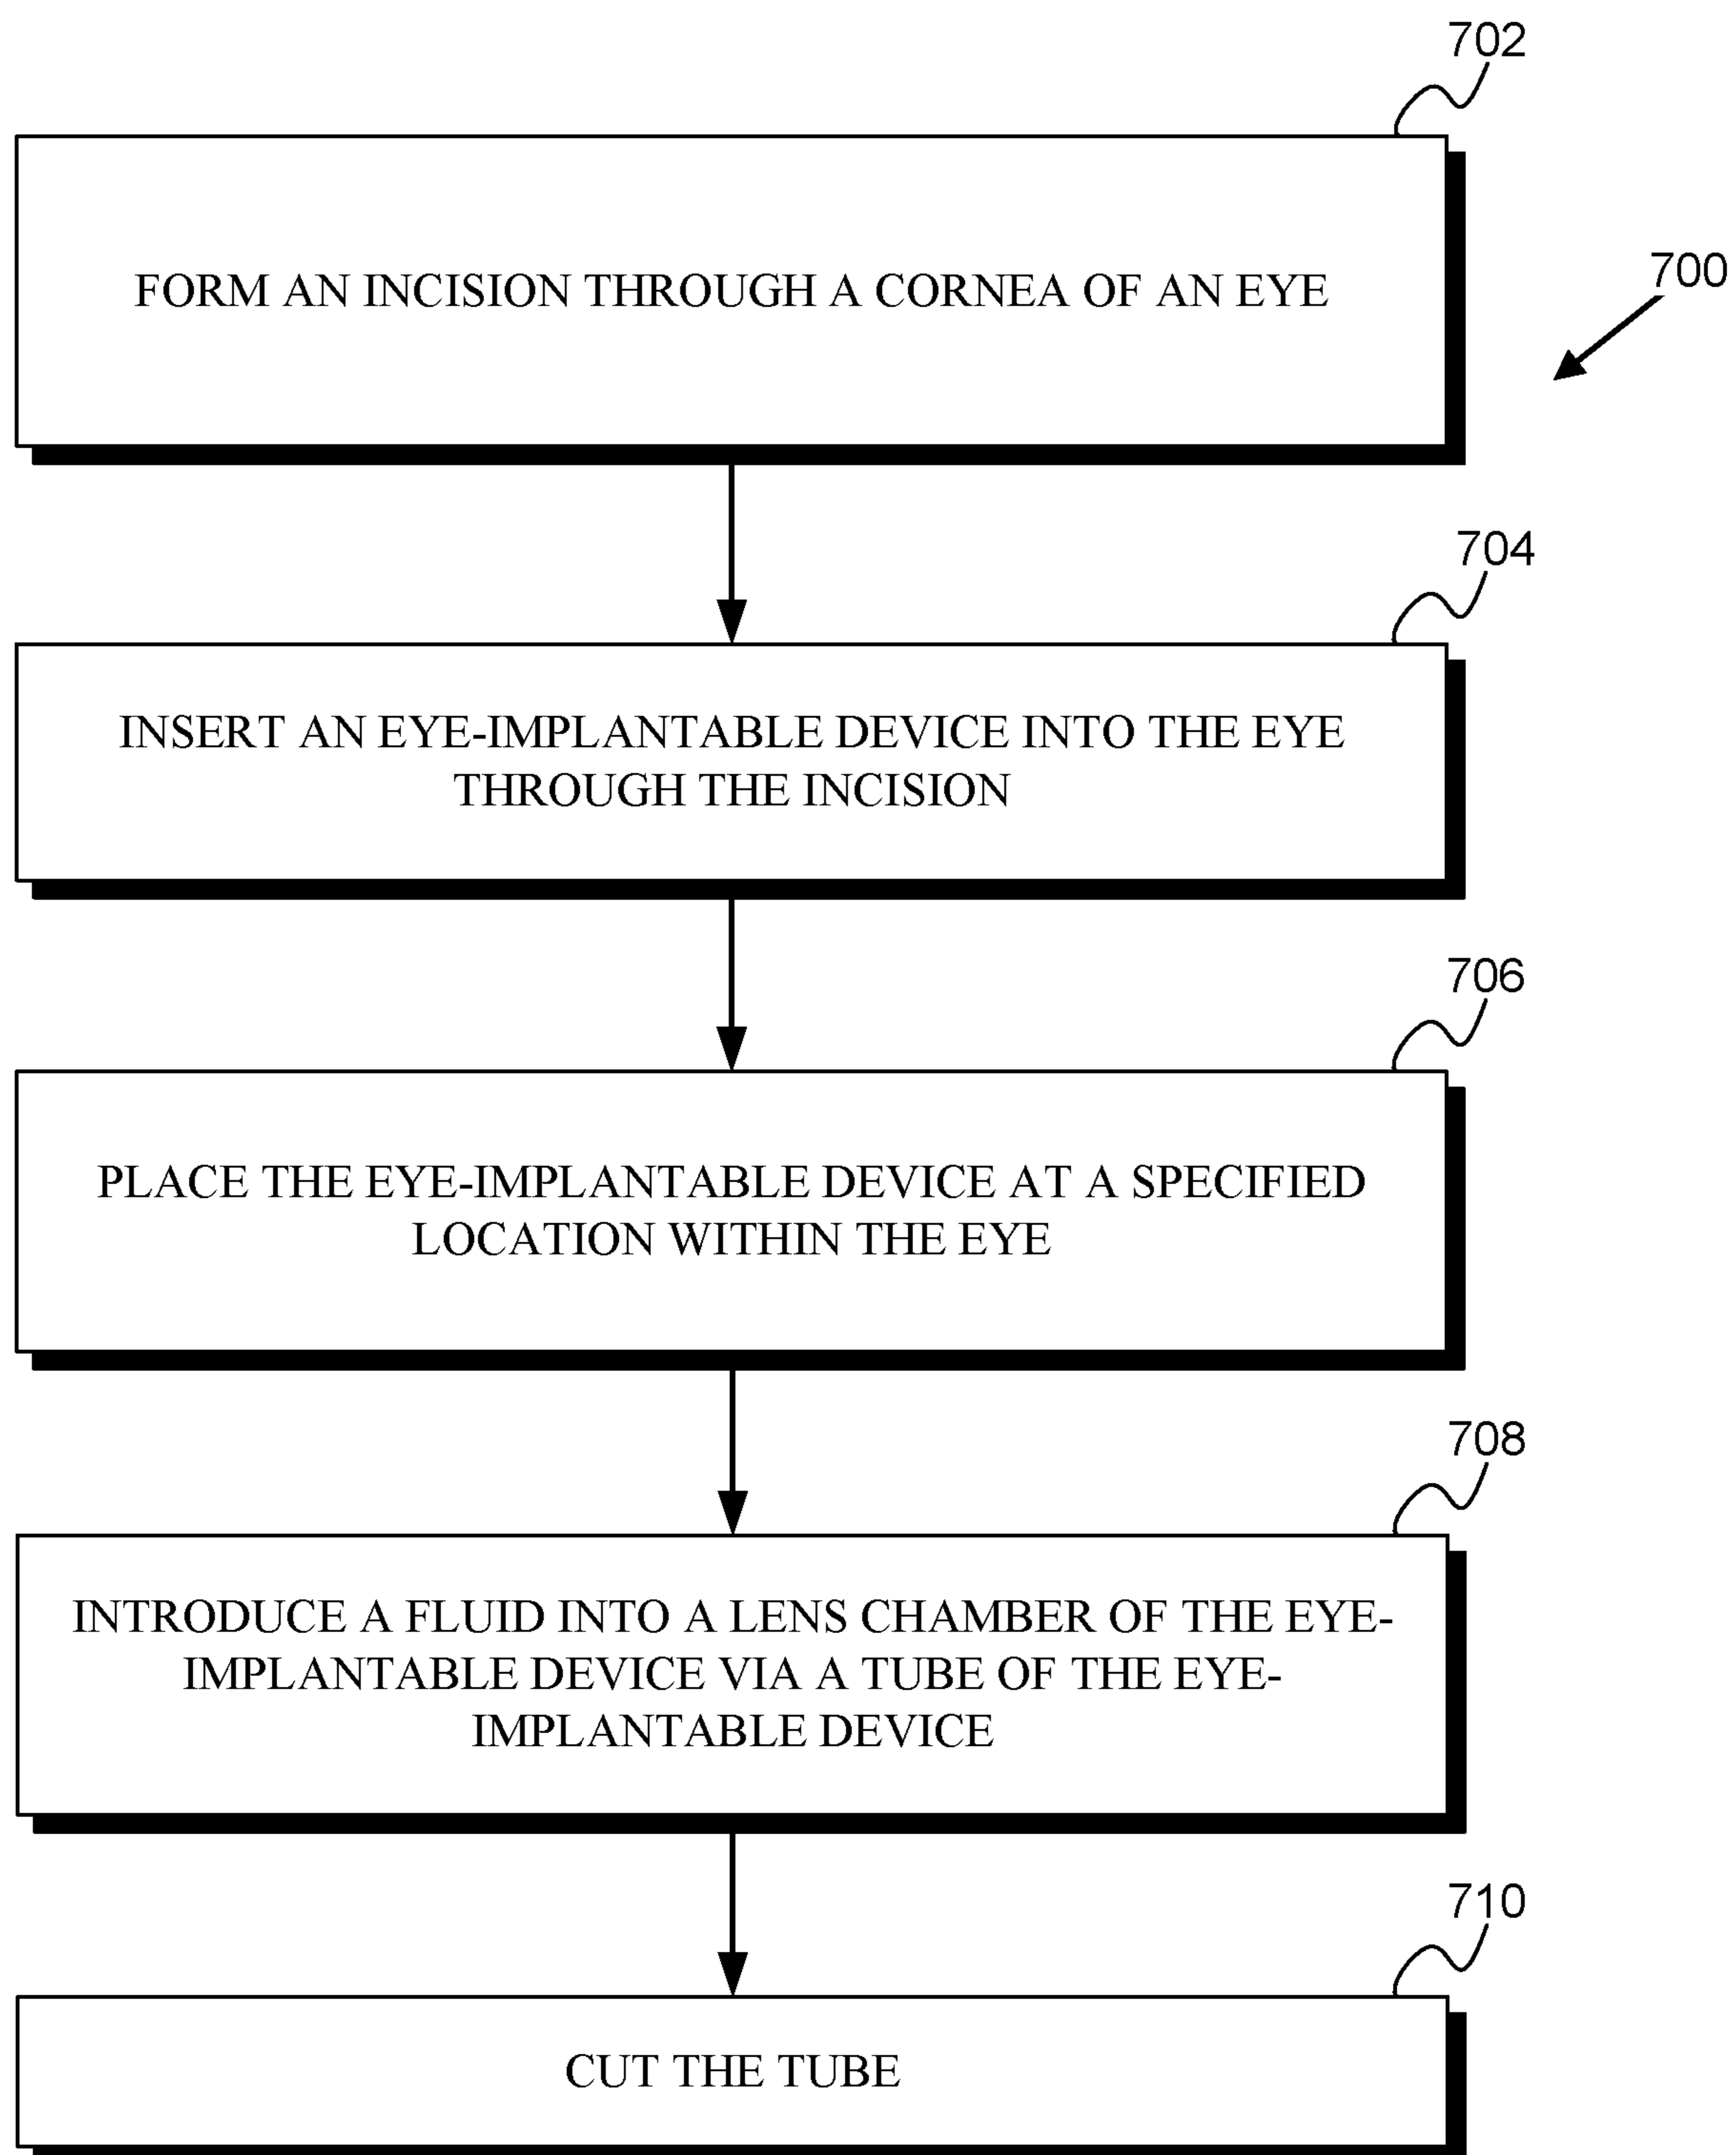 702
FORM AN INCISION THROUGH A CORNEA OF AN EYE
700
704
INSERT AN EYE-IMPLANTABLE DEVICE INTO THE EYE
THROUGH THE INCISION
706
PLACE THE EYE-IMPLANTABLE DEVICE AT A SPECIFIED
LOCATION WITHIN THE EYE
708
INTRODUCE A FLUID INTO A LENS CHAMBER OF THE EYE-
IMPLANTABLE DEVICE VIA A TUBE OF THE EYE-
IMPLANTABLE DEVICE
710
CUT THE TUBE